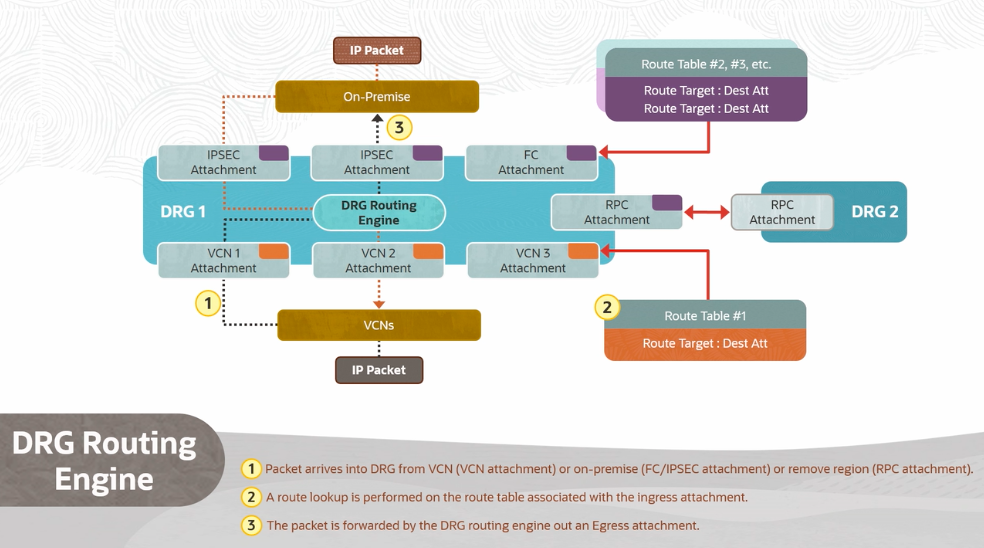 IP Packet
On-Premise
3
Route Table #2, #3, etc.
Route Target : Dest Att
Route Target : Dest Att
IPSEC
Attachment
IPSEC
Attachment
FC
Attachment
DRG 1
DRG Routing
Engine
RPC
Attachment
RPC
Attachment
DRG 2
VCN 1
Attachment
VCN 2
Attachment
VCN 3
Attachment
1
VCNs
2
Route Table #1
Route Target : Dest Att
IP Packet
DRG Routing
Engine
1 Packet arrives into DRG from VCN (VCN attachment) or on-premise (FC/IPSEC attachment) or remove region (RPC attachment).
2 A route lookup is performed on the route table associated with the ingress attachment.
3 The packet is forwarded by the DRG routing engine out an Egress attachment.